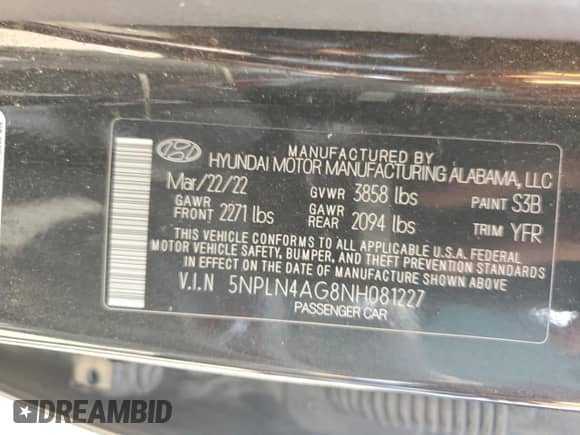 MANUFACTURED BY
HYUNDAI MOTOR MANUFACTURING ALABAMA, LLC
Mar/22/22 GVWR 3858 lbs PAINT S3B
GAWR FRONT 2271 lbs GAWR REAR 2094 lbs TRIM YFR
THIS VEHICLE CONFORMS TO ALL APPLICABLE U.S.A. FEDERAL
MOTOR VEHICLE SAFETY, BUMPER, AND THEFT PREVENTION STANDARDS
IN EFFECT ON THE DATE OF MANUFACTURE SHOWN ABOVE
V.I.N 5NPLN4AG8NH081227
PASSENGER CAR
DREAMBID